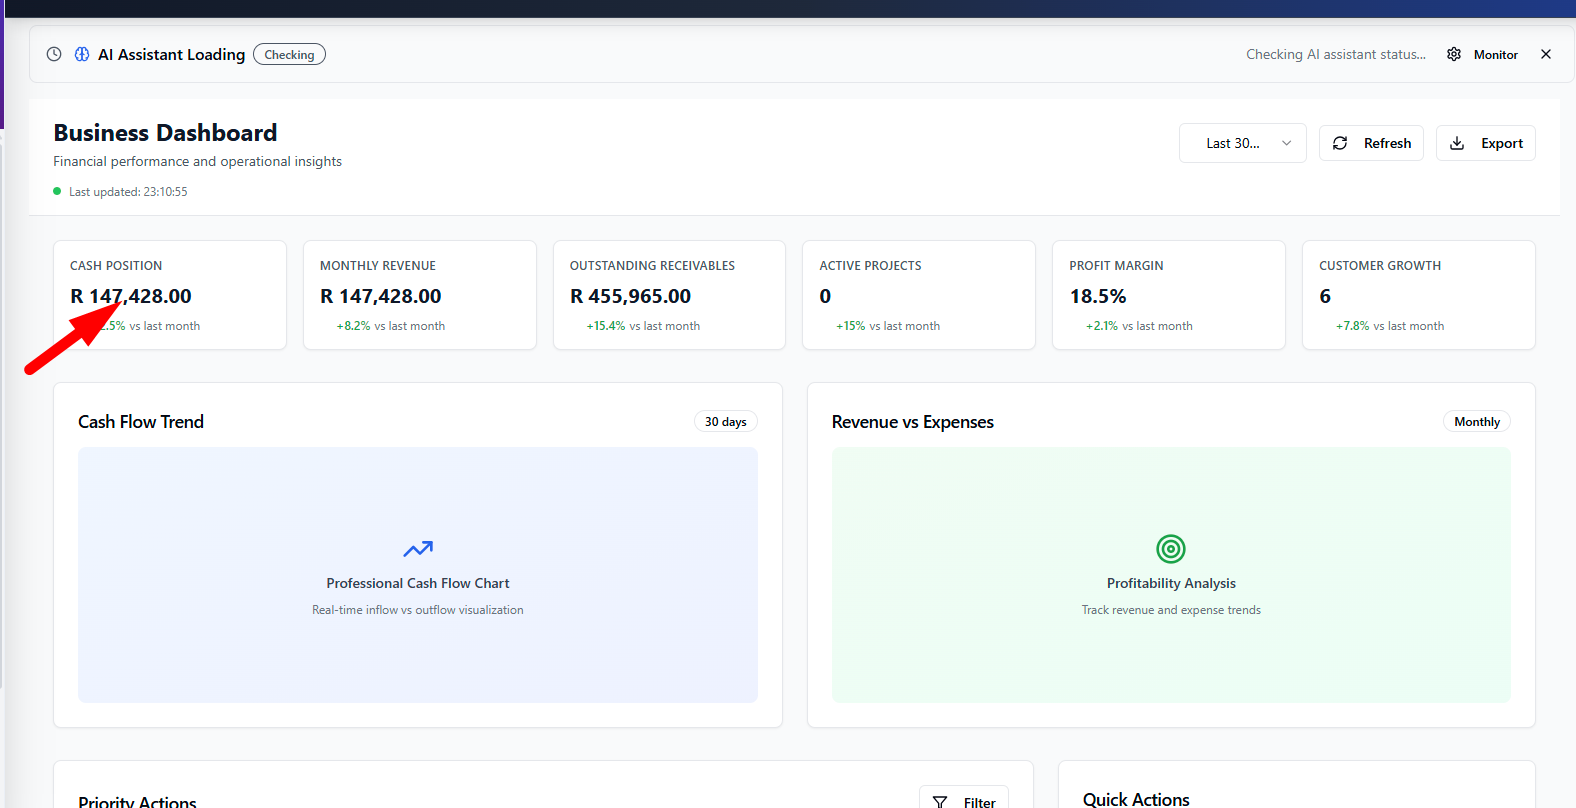 AI Assistant Loading Checking Checking AI assistant status... Monitor
Business Dashboard
Financial performance and operational insights
Last updated: 23:10:55
Last 30... Refresh Export
CASH POSITION
R 147,428.00
vs last month
MONTHLY REVENUE
R 147,428.00
+8.2% vs last month
OUTSTANDING RECEIVABLES
R 455,965.00
+15.4% vs last month
ACTIVE PROJECTS
0
+15% vs last month
PROFIT MARGIN
18.5%
+2.1% vs last month
CUSTOMER GROWTH
6
+7.8% vs last month
Cash Flow Trend 30 days
Professional Cash Flow Chart
Real-time inflow vs outflow visualization
Revenue vs Expenses Monthly
Profitability Analysis
Track revenue and expense trends
Priority Actions Filter
Quick Actions